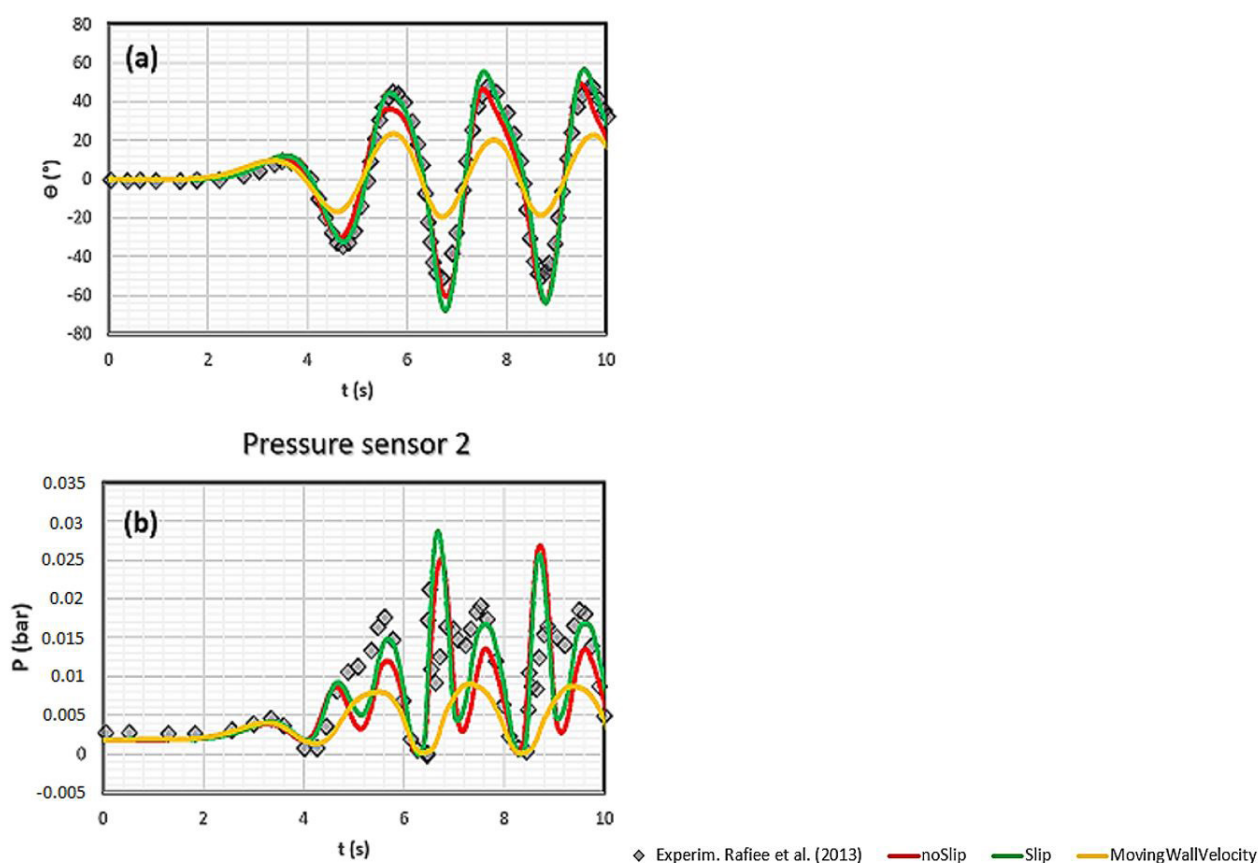 80
(a)
60
40
20
0
-20
-40
-60
-80
Θ (°)
0 2 4 6 8 10
t (s)
Pressure sensor 2
0.035
(b)
0.03
0.025
0.02
0.015
0.01
0.005
0
-0.005
P (bar)
0 2 4 6 8 10
t (s)
Experim. Rafiee et al. (2013) noSlip Slip MovingWallVelocity